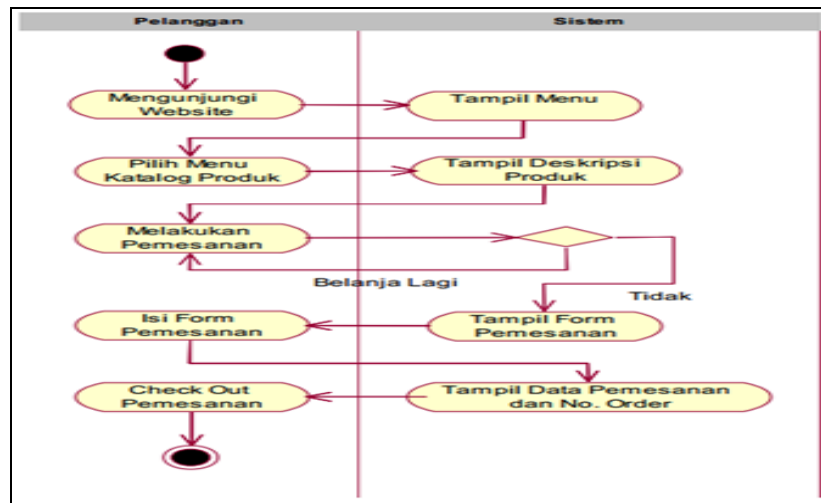 Pelanggan Sistem
Mengunjungi
Website
Tampil Menu
Pilih Menu
Katalog Produk
Tampil Deskripsi
Produk
Melakukan
Pemesanan
Belanja Lagi
Tidak
Isi Form
Pemesanan
Tampil Form
Pemesanan
Check Out
Pemesanan
Tampil Data Pemesanan
dan No. Order